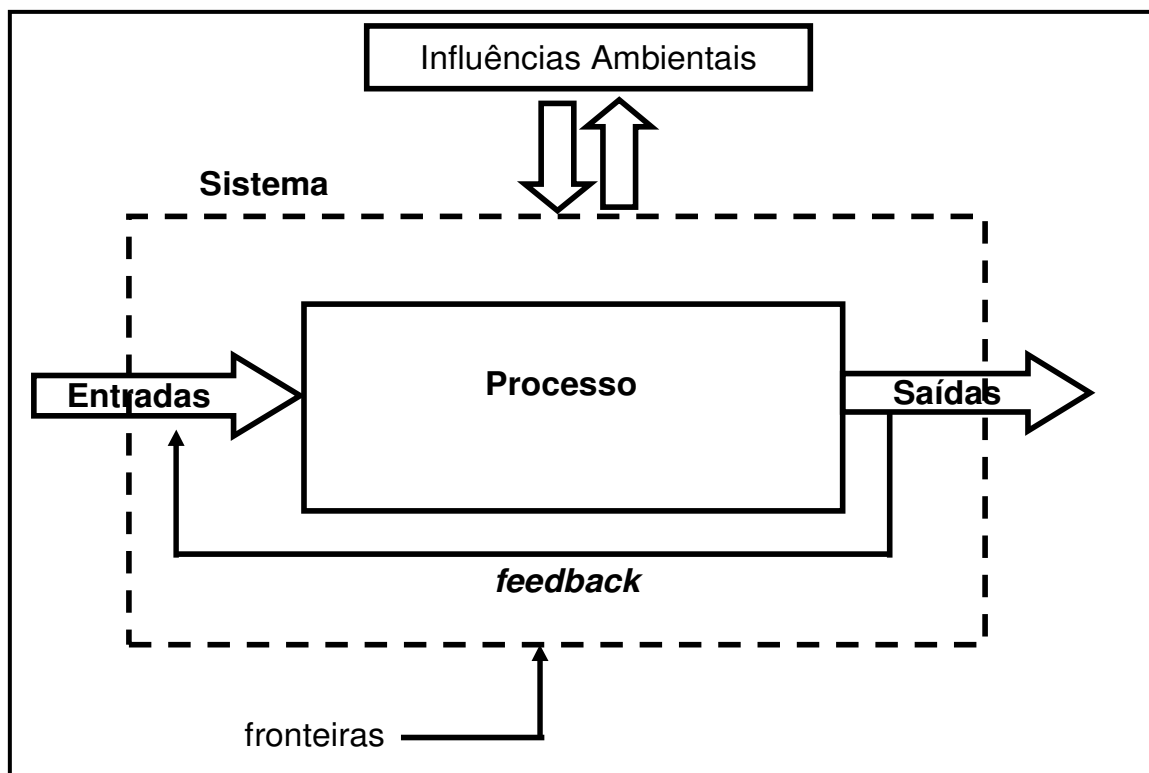 Influências Ambientais
Sistema
Entradas
Processo
Saídas
feedback
fronteiras